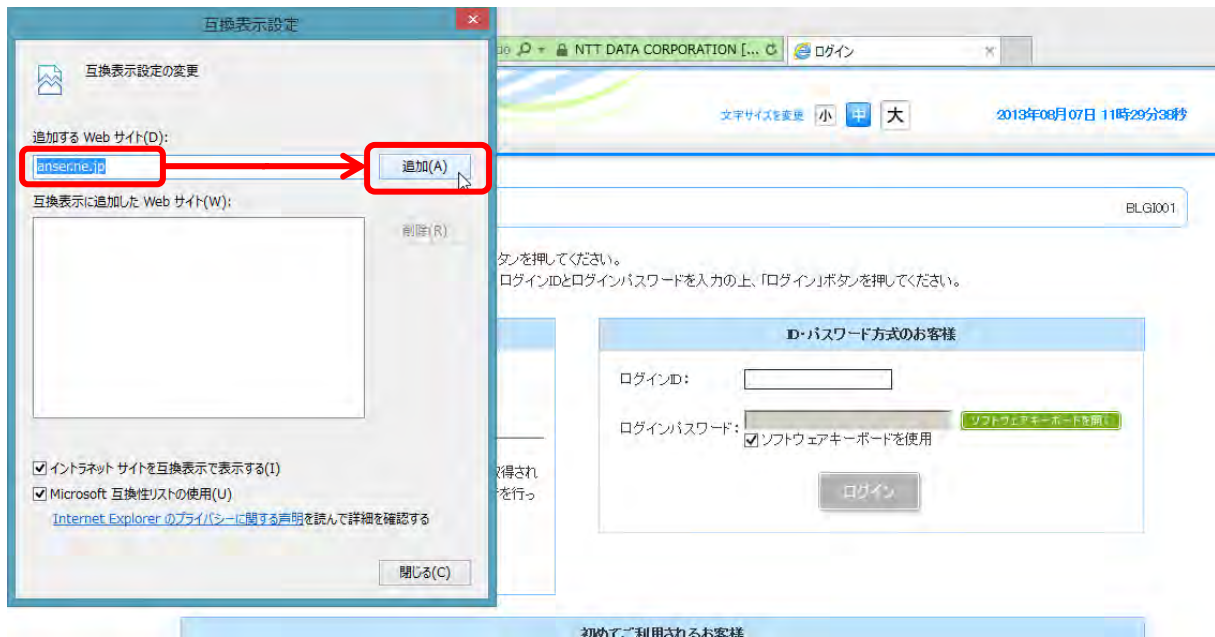 互換表示設定
互換表示設定の変更
追加する Web サイト(D):
anser.ne.jp
追加(A)
互換表示に追加した Web サイト(W):
削除(R)
イントラネット サイトを互換表示で表示する(I)
Microsoft 互換性リストの使用(U)
Internet Explorer のプライバシーに関する声明を読んで詳細を確認する
閉じる(C)
NTT DATA CORPORATION [...
ログイン
文字サイズを変更 小 中 大
2013年08月07日 11時29分38秒
BLGI001
タンを押してください。
ログインIDとログインパスワードを入力の上、「ログイン」ボタンを押してください。
ID・パスワード方式のお客様
ログインID:
ログインパスワード:
ソフトウェアキーボードを開く
ソフトウェアキーボードを使用
ログイン
取得され
を行っ
初めてご利用されるお客様